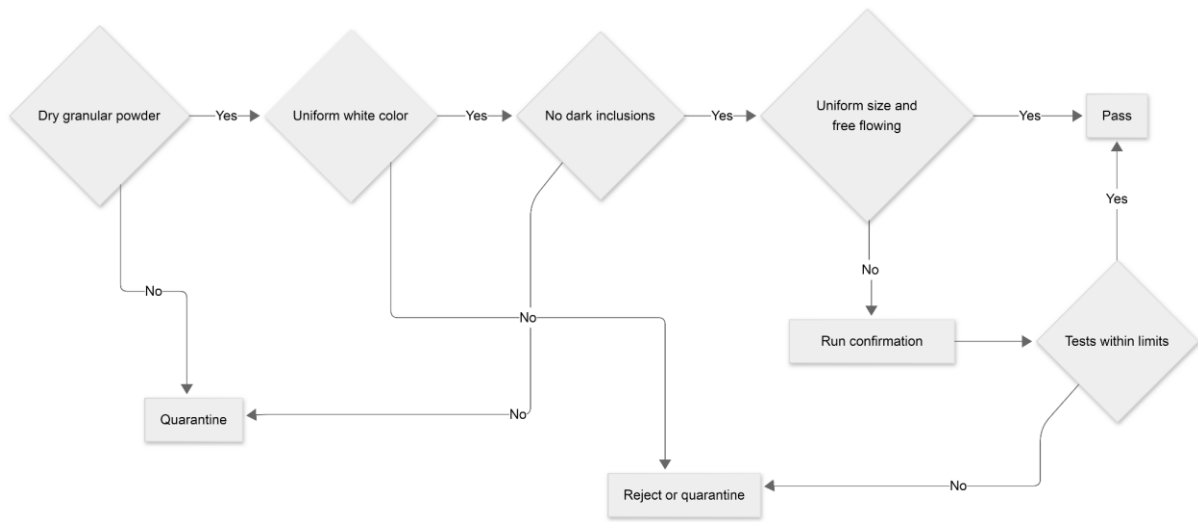 Dry granular powder
Yes
Uniform white color
Yes
No dark inclusions
Yes
Uniform size and
free flowing
Yes
Pass
Yes
No
No
No
Run confirmation
Tests within limits
Quarantine
No
Reject or quarantine
No